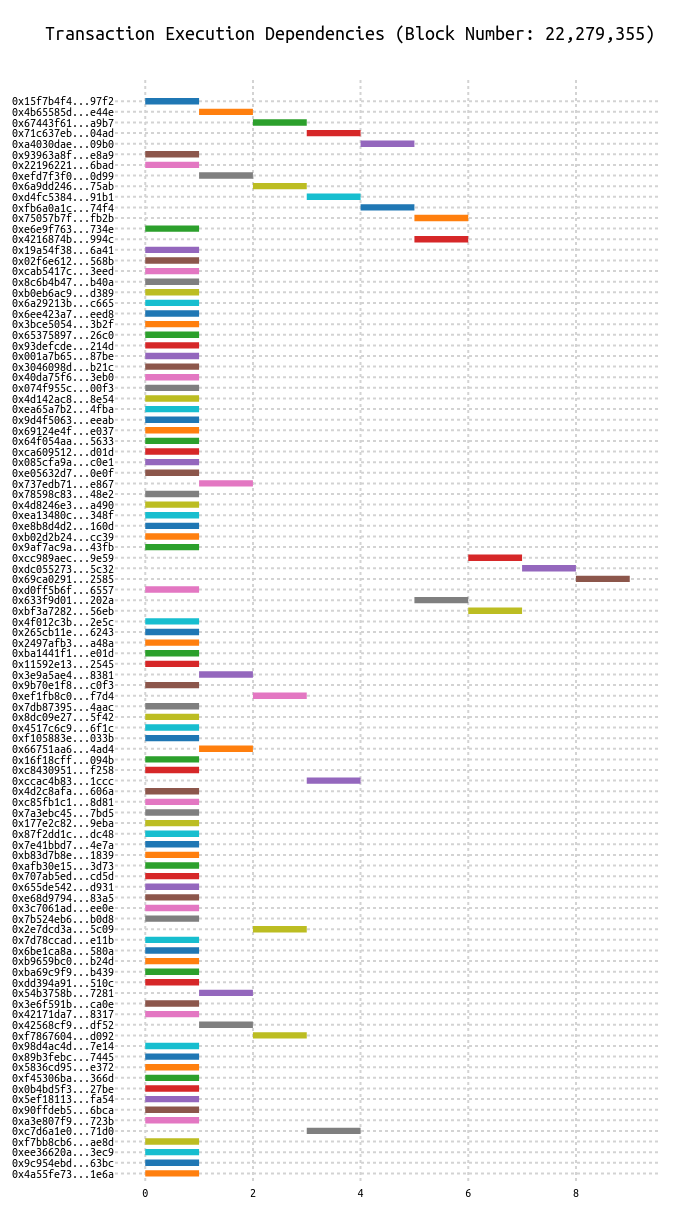 Transaction Execution Dependencies (Block Number: 22,279,355)
0x15f7b4f4...97f2
0x4b65585d...e44e
0x67443f61...a9b7
0x71c637eb...04ad
0xa4030dae...09b0
0x93963a8f...e8a9
0x22196221...6bad
0xefd7f3f0...0d99
0x6a9dd246...75ab
0xd4fc5384...91b1
0xfb6a0a1c...74f4
0x75057b7f...fb2b
0xe6e9f763...734e
0x4216874b...994c
0x19a54f38...6a41
0x02f6e612...568b
0xcab5417c...3eed
0x8c6b4b47...b40a
0xb0eb6ac9...d389
0x6a29213b...c665
0x6ee423a7...eed8
0x3bce5054...3b2f
0x65375897...26c0
0x93defcde...214d
0x001a7b65...87be
0x3046098d...b21c
0x40da75f6...3eb0
0x074f955c...00f3
0x4d142ac8...8e54
0xea65a7b2...4fba
0x9d4f5063...eeab
0x69124e4f...e037
0x64f054aa...5633
0xca609512...d01d
0x085cfa9a...c0e1
0xe05632d7...0e0f
0x737edb71...e867
0x78598c83...48e2
0x4d8246e3...a490
0xea13480c...348f
0xe8b8d4d2...160d
0xb02d2b24...cc39
0x9af7ac9a...43fb
0xcc989aec...9e59
0xdc055273...5c32
0x69ca0291...2585
0xd0ff5b6f...6557
0x633f9d01...202a
0xbf3a7282...56eb
0x4f012c3b...2e5c
0x265cb11e...6243
0x2497afb3...a48a
0xba1441f1...e01d
0x11592e13...2545
0x3e9a5ae4...8381
0x9b70e1f8...c0f3
0xef1fb8c0...f7d4
0x7db87395...4aac
0x8dc09e27...5f42
0x4517c6c9...6f1c
0xf105883e...033b
0x66751aa6...4ad4
0x16f18cff...094b
0xc8430951...f258
0xccac4b83...1ccc
0x4d2c8afa...606a
0xc85fb1c1...8d81
0x7a3ebc45...7bd5
0x177e2c82...9eba
0x87f2dd1c...dc48
0x7e41bbd7...4e7a
0xb83d7b8e...1839
0xafb30e15...3d73
0x707ab5ed...cd5d
0x655de542...d931
0xe68d9794...83a5
0x3c7061ad...ee0e
0x7b524eb6...b0d8
0x2e7dcd3a...5c09
0x7d78ccad...e11b
0x6be1ca8a...580a
0xb9659bc0...b24d
0xba69c9f9...b439
0xdd394a91...510c
0x54b3758b...7281
0x3e6f591b...ca0e
0x42171da7...8317
0x42568cf9...df52
0xf7867604...d092
0x98d4ac4d...7e14
0x89b3febc...7445
0x5836cd95...e372
0xf45306ba...366d
0x0b4bd5f3...27be
0x5ef18113...fa54
0x90ffdeb5...6bca
0xa3e807f9...723b
0xc7d6a1e0...71d0
0xf7bb8cb6...ae8d
0xee36620a...3ec9
0x9c954ebd...63bc
0x4a55fe73...1e6a
0 2 4 6 8